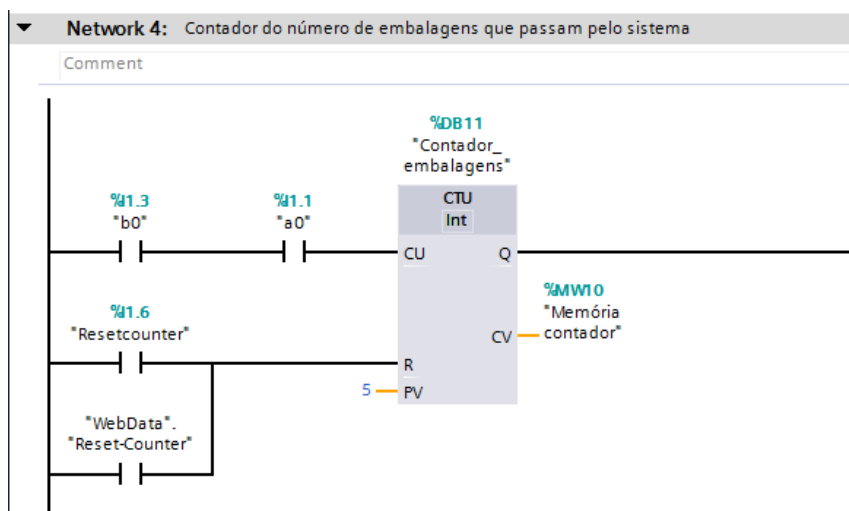 Network 4: Contador do número de embalagens que passam pelo sistema
Comment
%DB11
"Contador_
embalagens"
%I1.3
"b0"
%I1.1
"a0"
CTU
Int
CU
Q
%I1.6
"Resetcounter"
%MW10
"Memória
contador"
CV
R
5
PV
"WebData".
"Reset-Counter"